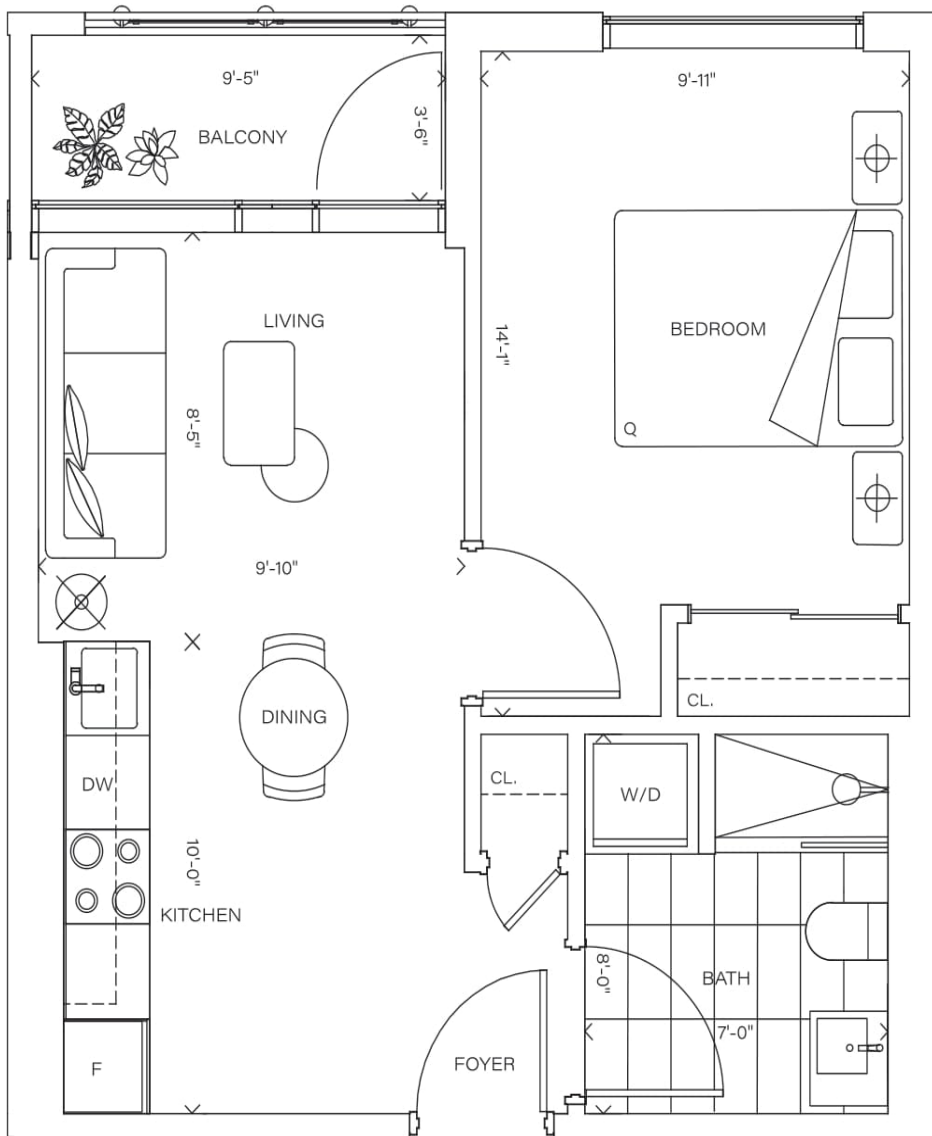 9'-5"
9'-11"
BALCONY
3'-6"
LIVING
BEDROOM
14'-1"
8'-5"
Q
9'-10"
CL.
DINING
CL.
DW
W/D
10'-0"
KITCHEN
8'-0"
BATH
7'-0"
FOYER
F